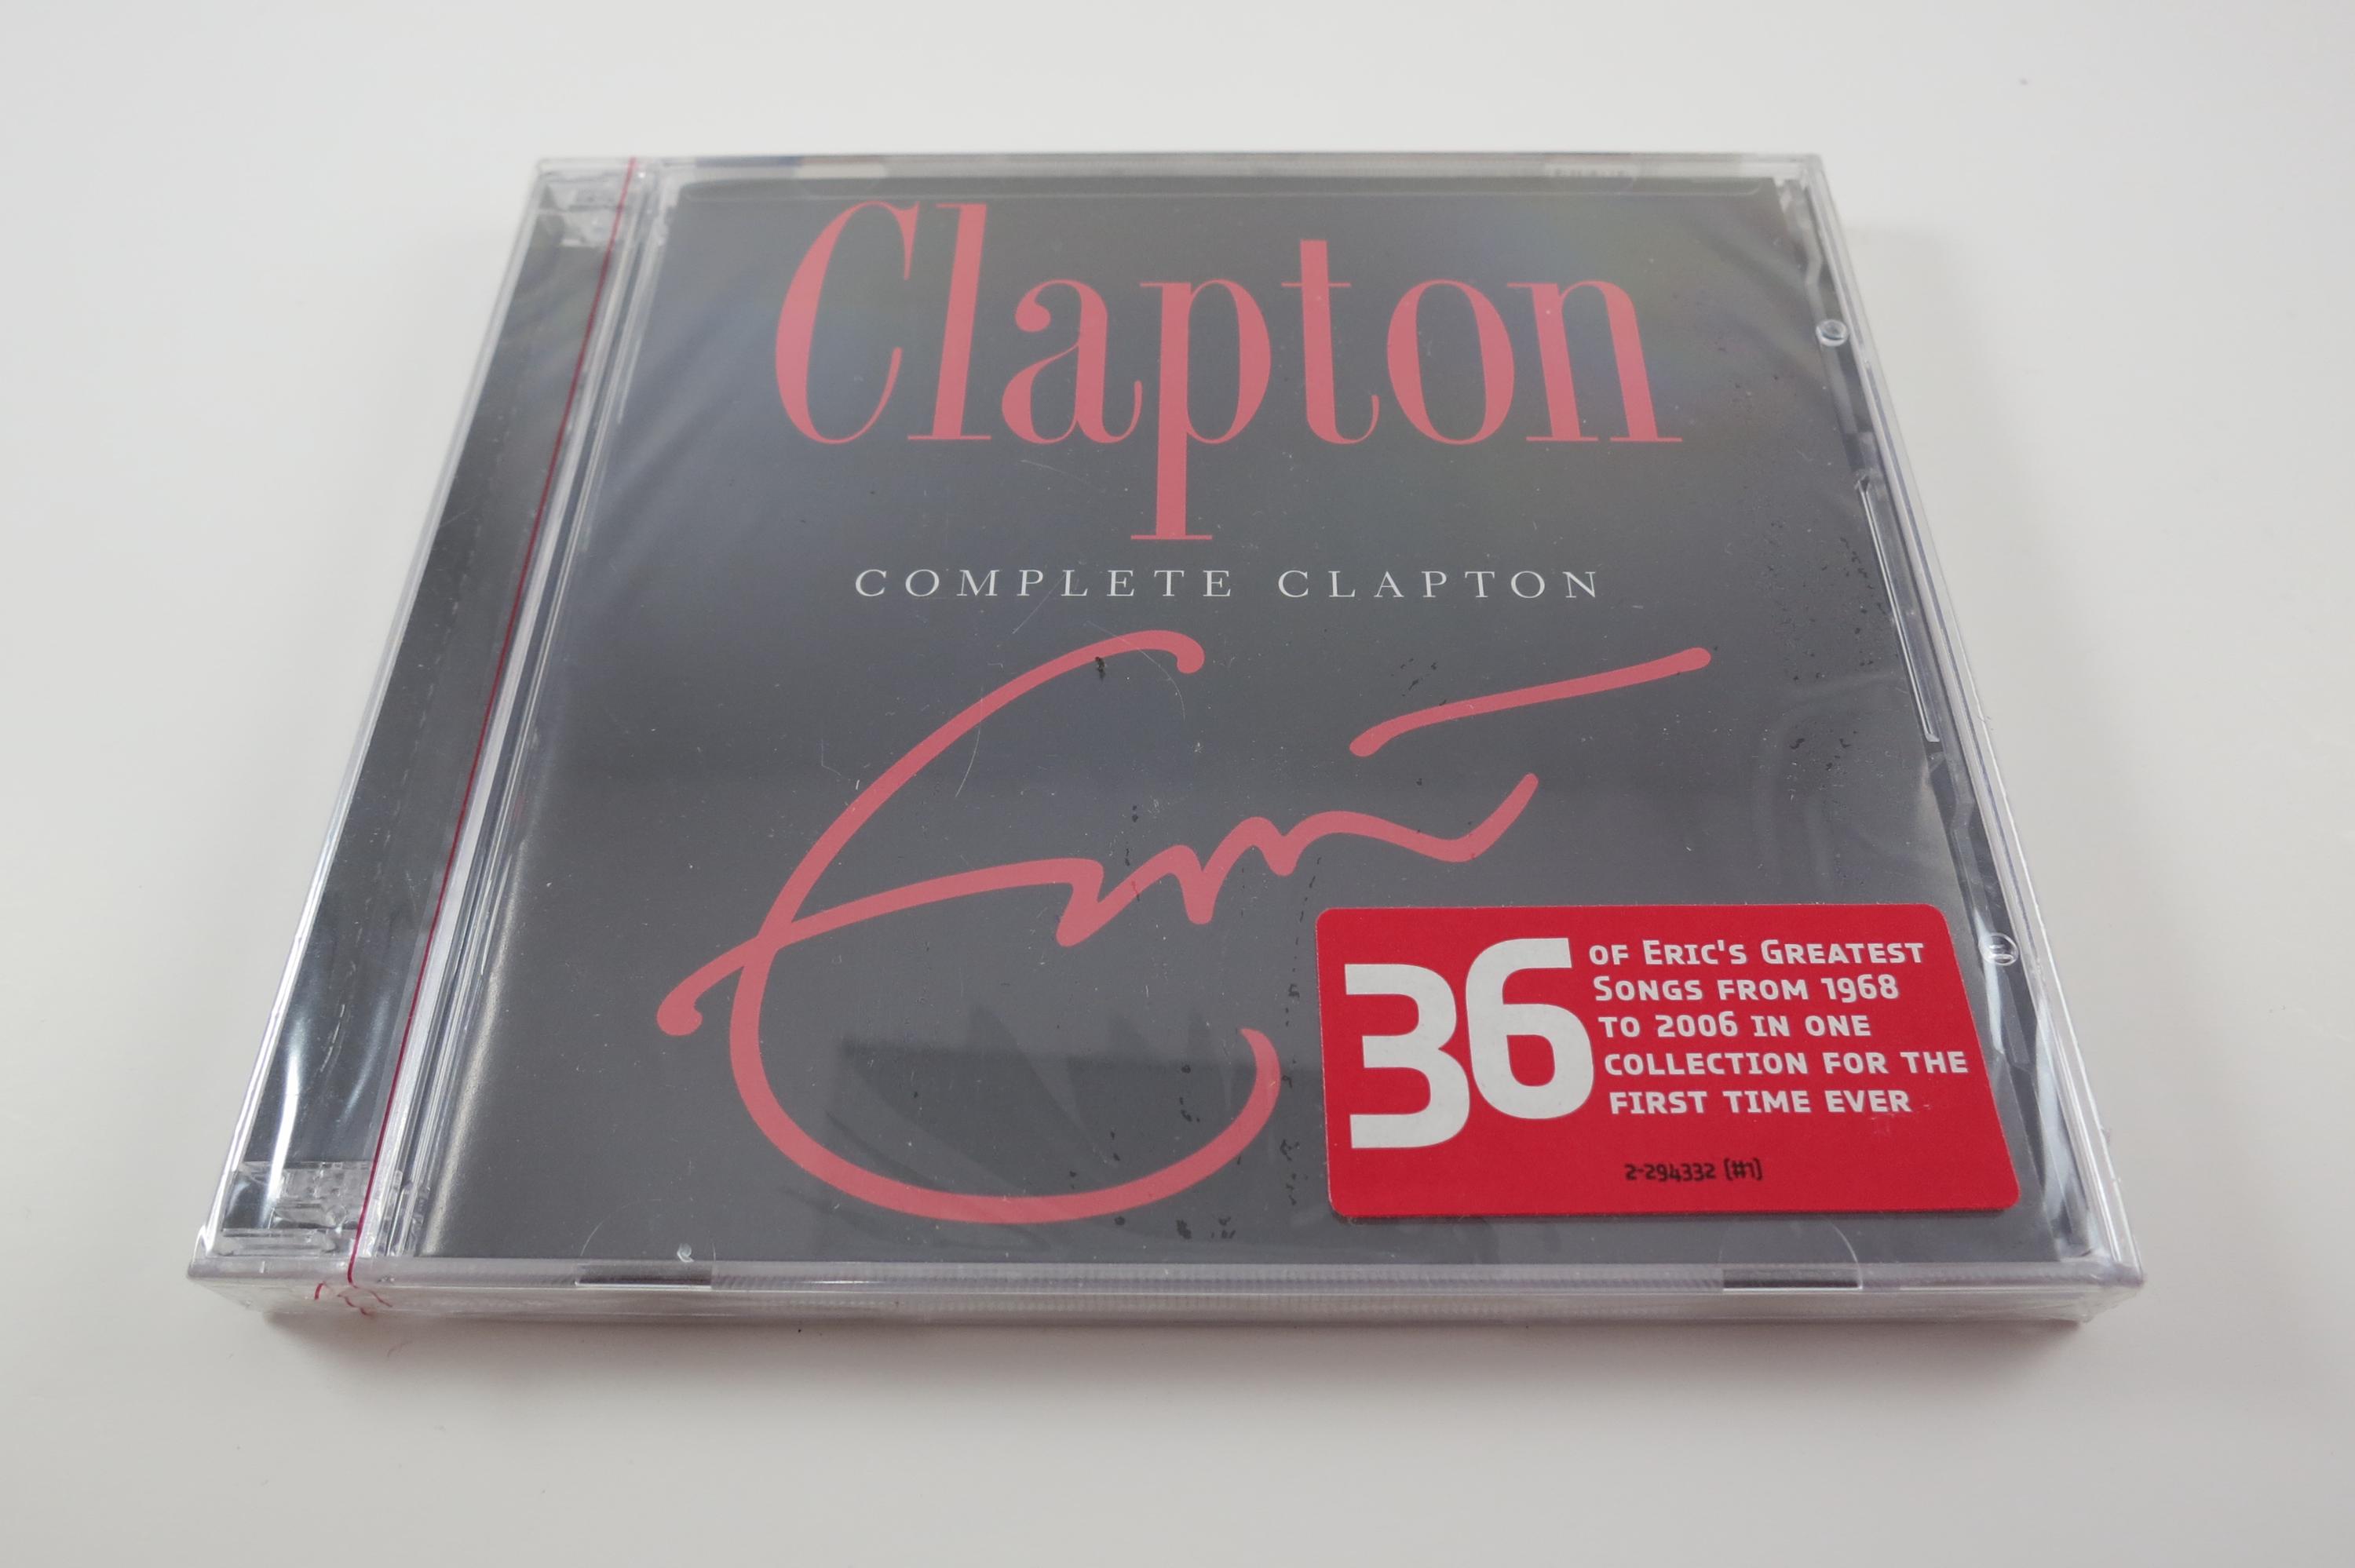 Clapton
COMPLETE CLAPTON
Eric
36
OF ERIC'S GREATEST
SONGS FROM 1968
TO 2006 IN ONE
COLLECTION FOR THE
FIRST TIME EVER
2-294332 (#1)